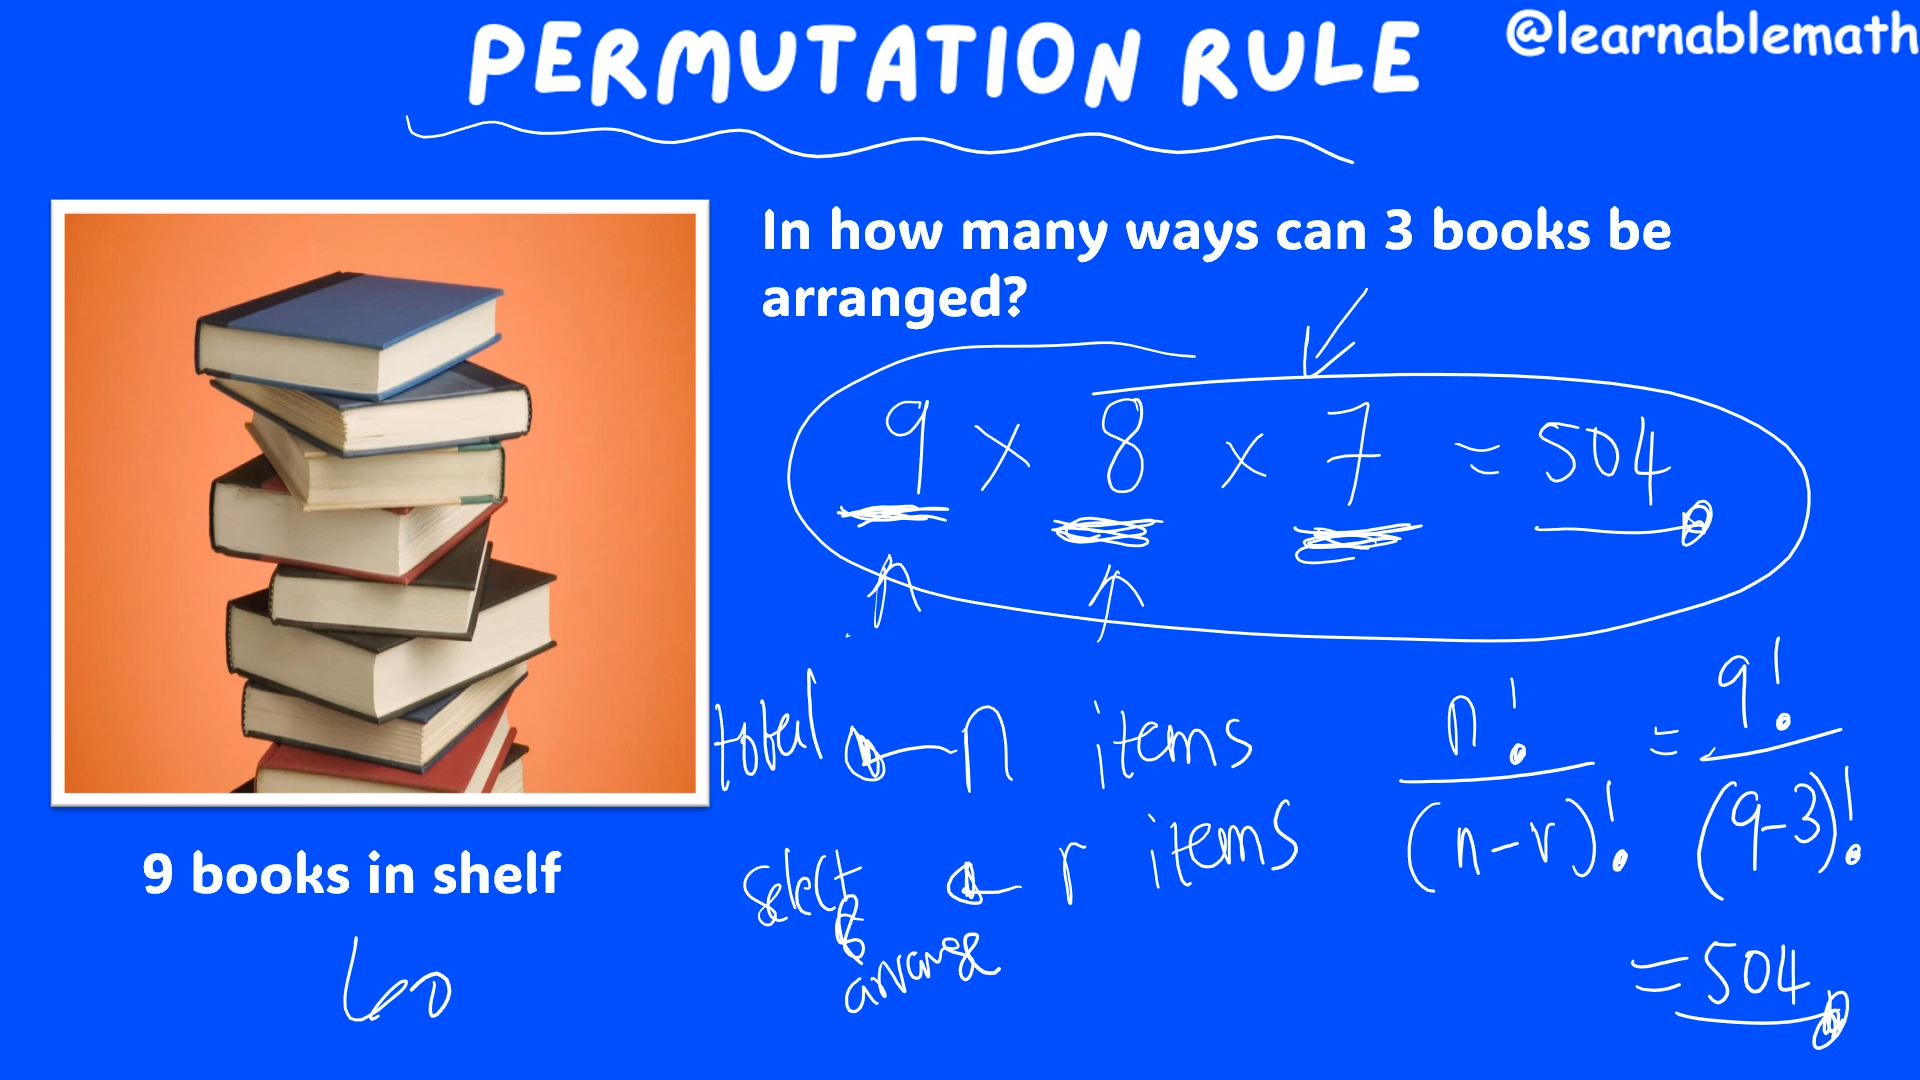 PERMUTATION RULE
@learnablemath
In how many ways can 3 books be
arranged?
9 × 8 × 7 = 504
total n items
select & arrange r items
n! / (n-r)! = 9! / (9-3)!
= 504
9 books in shelf